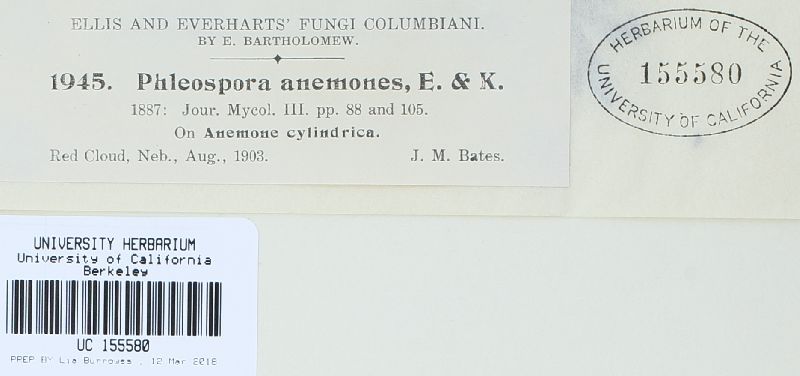 ELLIS AND EVERHARTS' FUNGI COLUMBIANI.
BY E. BARTHOLOMEW.
1945. Phleospora anemones, E. & K.
1887: Jour. Mycol. III. pp. 88 and 105.
On Anemone cylindrica.
Red Cloud, Neb., Aug., 1903. J. M. Bates.
HERBARIUM OF THE
155580
UNIVERSITY OF CALIFORNIA
UNIVERSITY HERBARIUM
University of California
Berkeley
UC 155580
PREP BY Lia Burrowes , 12 Mar 2018